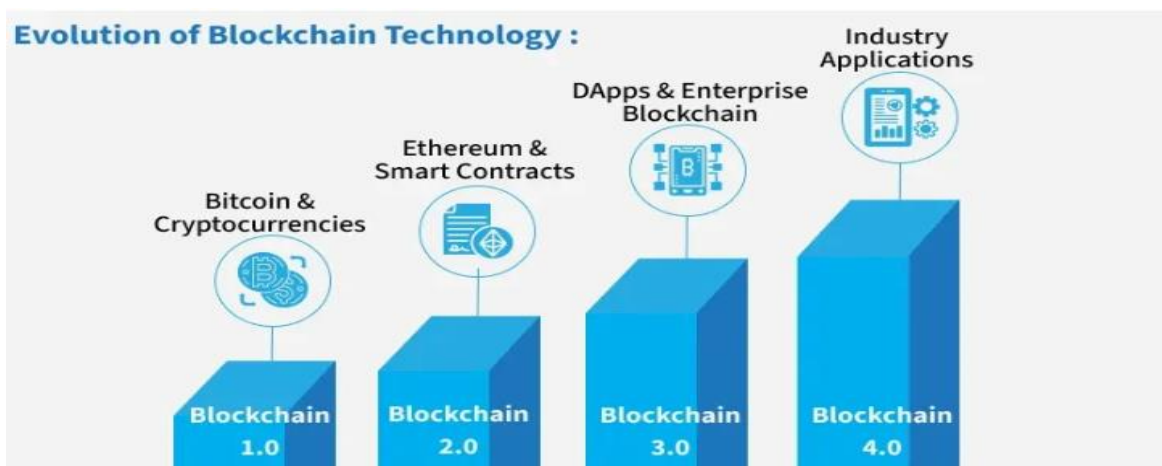 Evolution of Blockchain Technology :
Bitcoin &
Cryptocurrencies
Ethereum &
Smart Contracts
DApps & Enterprise
Blockchain
Industry
Applications
Blockchain
1.0
Blockchain
2.0
Blockchain
3.0
Blockchain
4.0